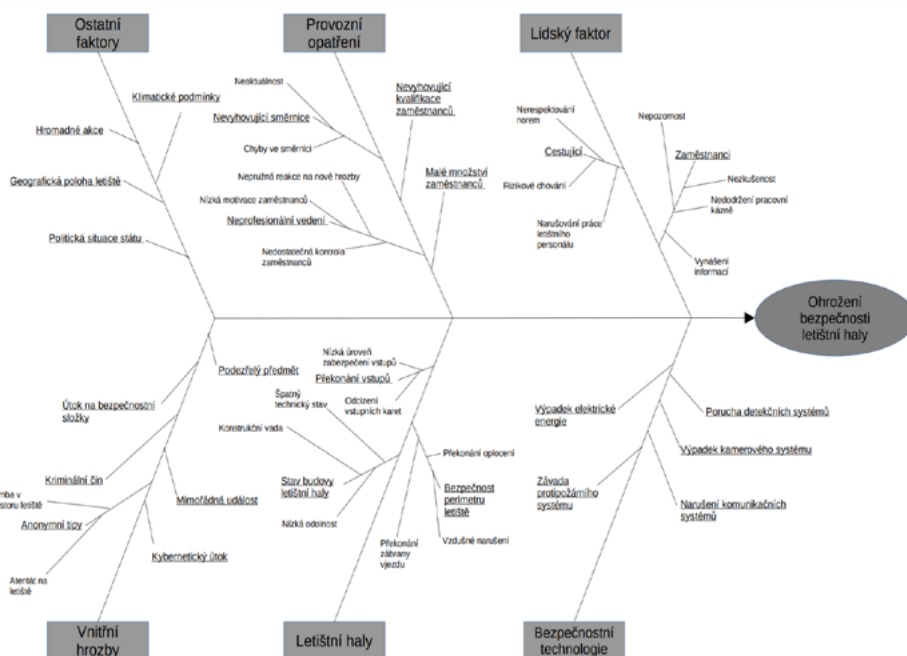 Ostatní
faktory
Provozní
opatření
Lidský faktor
Klimatické podmínky
Hromadné akce
Geografická poloha letiště
Politická situace státu
Neaktuálnost
Nevyhovující směrnice
Chyby ve směrnici
Nevyhovující
kvalifikace
zaměstnanců
Nepružná reakce na nové hrozby
Nízká motivace zaměstnanců
Neprofesionální vedení
Nedostatečná kontrola
zaměstnanců
Malé množství
zaměstnanců
Nerespektování
norem
Cestující
Rizikové chování
Narušování práce
letištního
personálu
Nepozornost
Zaměstnanci
Nezkušenost
Nedodržení pracovní
kázně
Vynášení
informací
Ohrožení
bezpečnosti
letištní haly
Podezřelý předmět
Útok na bezpečnostní
složky
Kriminální čin
Mimořádná událost
Anonymní tipy
Kybernetický útok
Atentát na
letiště
Nízká úroveň
zabezpečení vstupů
Překonání vstupů
Odcizení
vstupních karet
Špatný
technický stav
Konstrukční vada
Stav budovy
letištní haly
Nízká odolnost
Překonání oplocení
Bezpečnost
perimetru
letiště
Vzdušné narušení
Překonání
zábrany
vjezdu
Výpadek elektrické
energie
Porucha detekčních systémů
Výpadek kamerového systému
Závada
protipožárního
systému
Narušení komunikačních
systémů
Vnitřní
hrozby
Letištní haly
Bezpečnostní
technologie